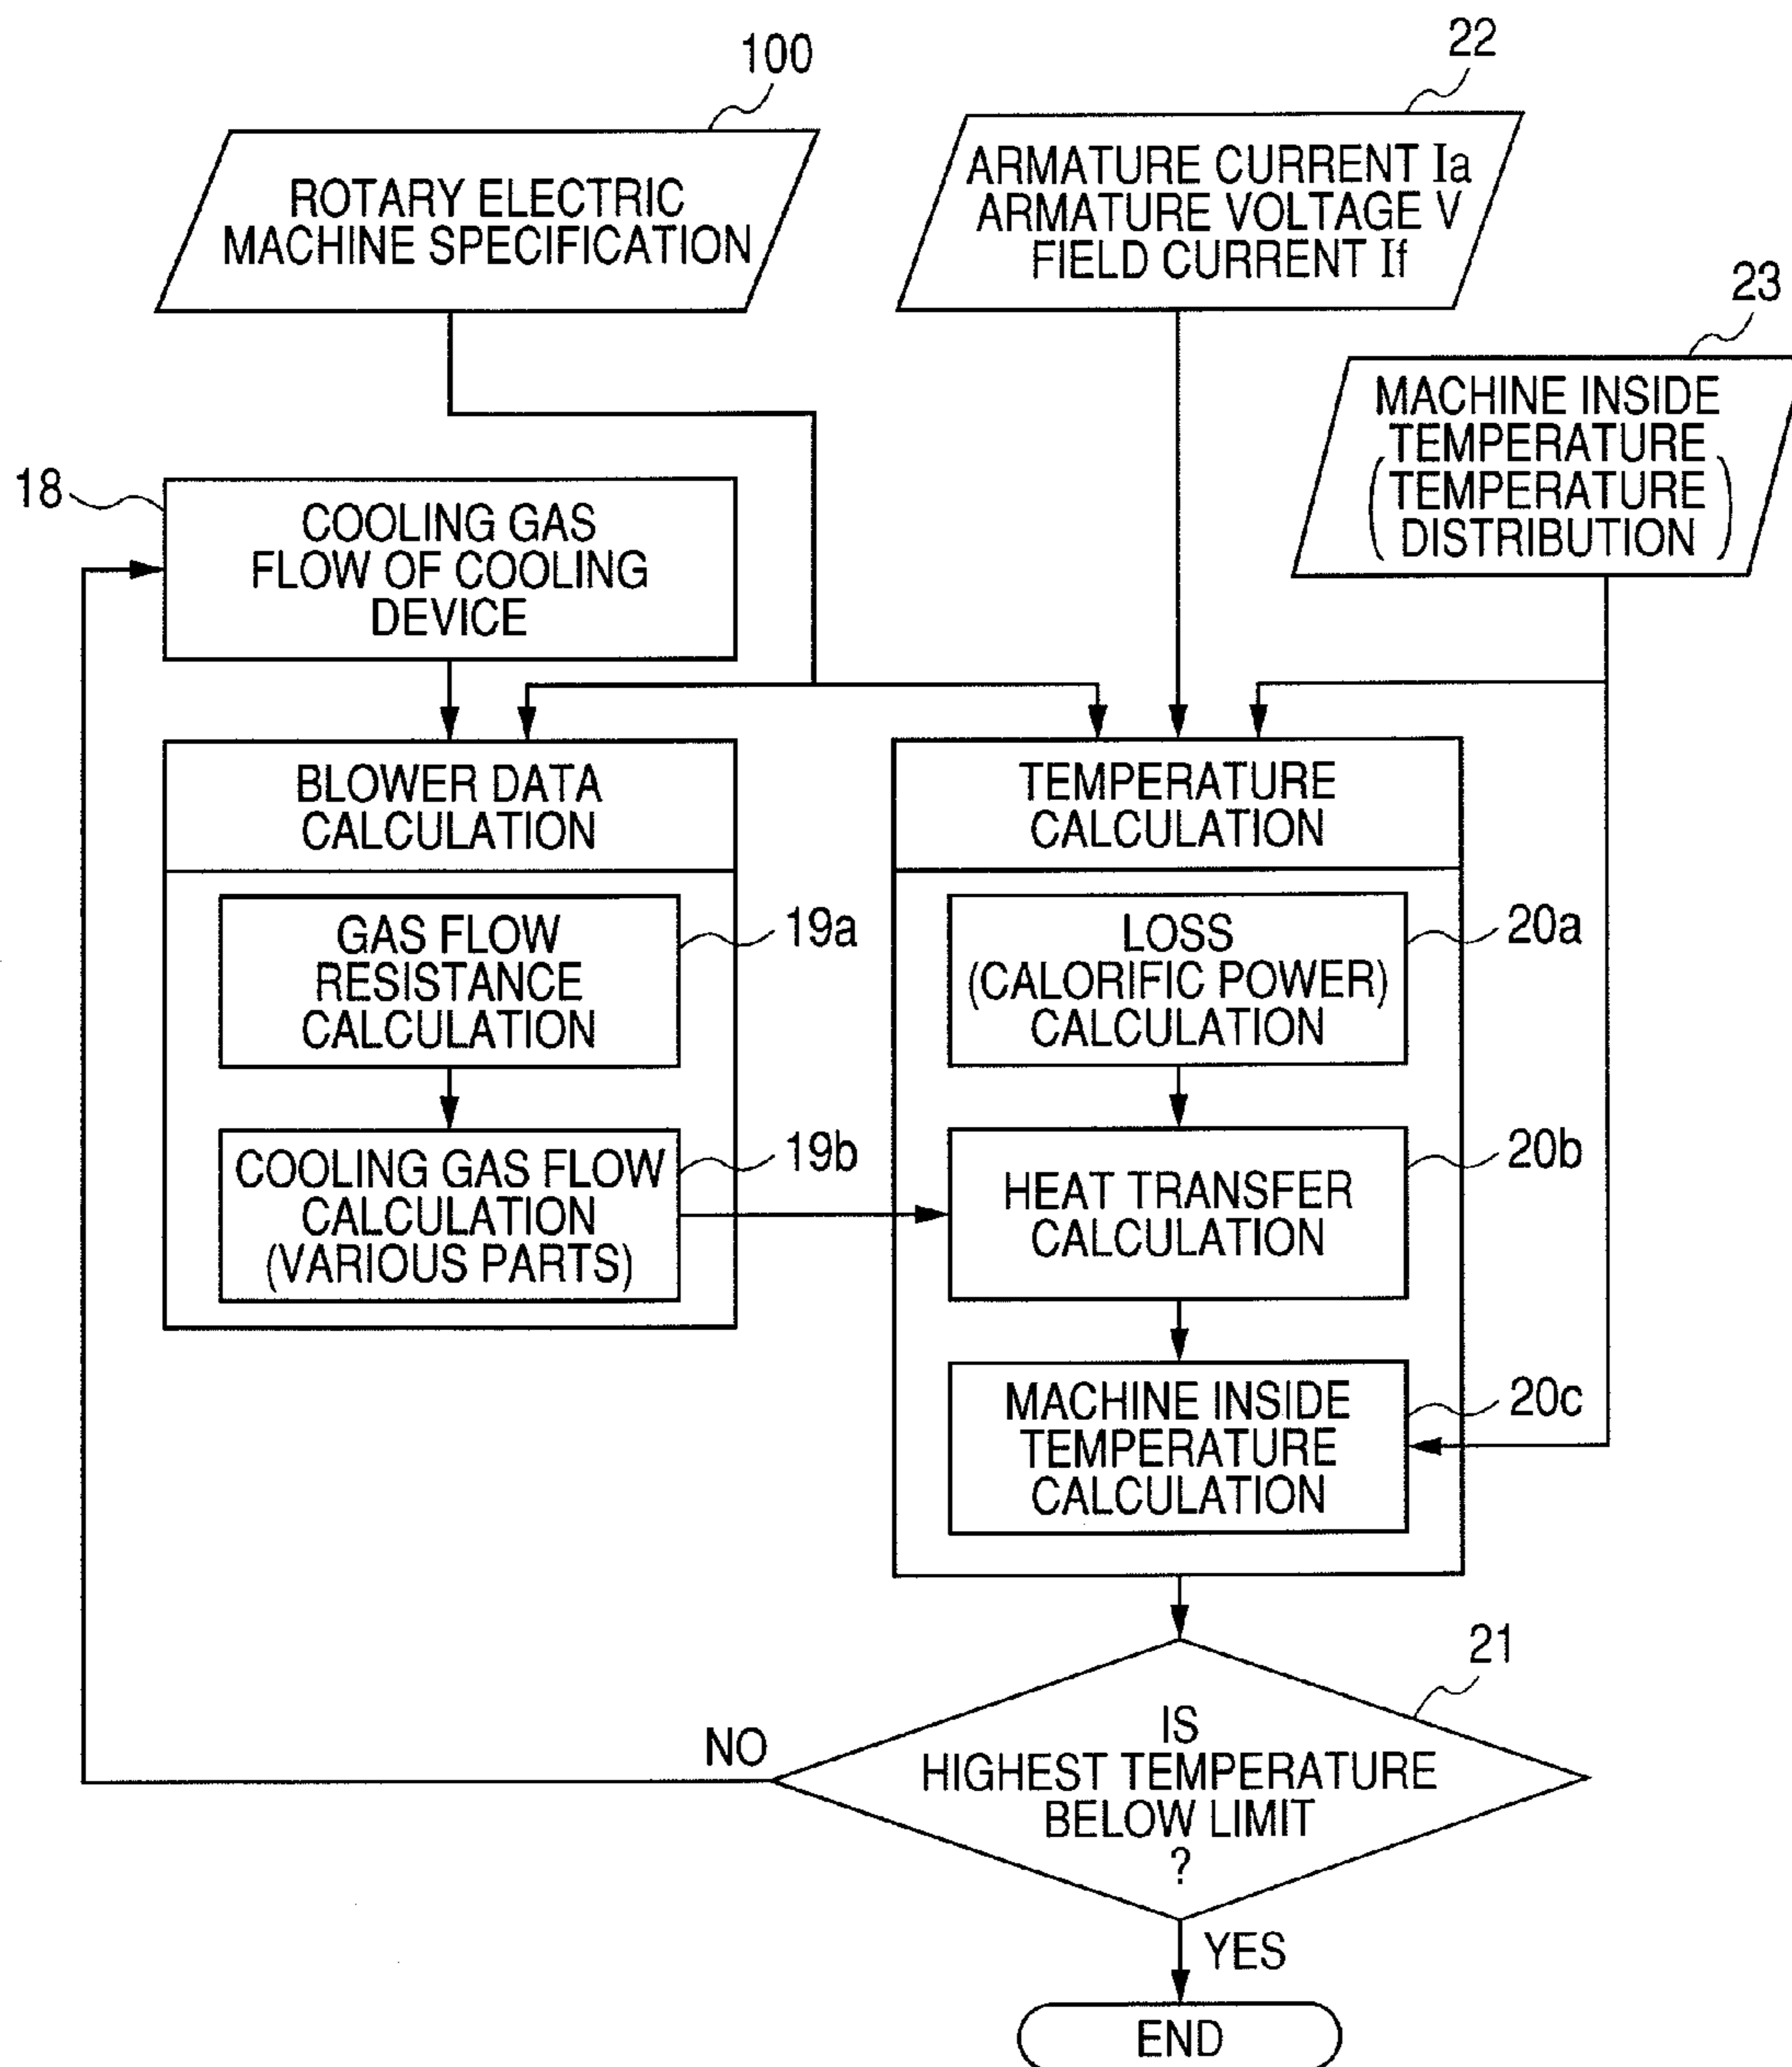 100
ROTARY ELECTRIC
MACHINE SPECIFICATION
22
ARMATURE CURRENT Ia
ARMATURE VOLTAGE V
FIELD CURRENT If
23
MACHINE INSIDE
TEMPERATURE
(TEMPERATURE
DISTRIBUTION)
18
COOLING GAS
FLOW OF COOLING
DEVICE
BLOWER DATA
CALCULATION
GAS FLOW
RESISTANCE
CALCULATION
19a
COOLING GAS FLOW
CALCULATION
(VARIOUS PARTS)
19b
TEMPERATURE
CALCULATION
LOSS
(CALORIFIC POWER)
CALCULATION
20a
HEAT TRANSFER
CALCULATION
20b
MACHINE INSIDE
TEMPERATURE
CALCULATION
20c
21
IS
HIGHEST TEMPERATURE
BELOW LIMIT
?
NO
YES
END